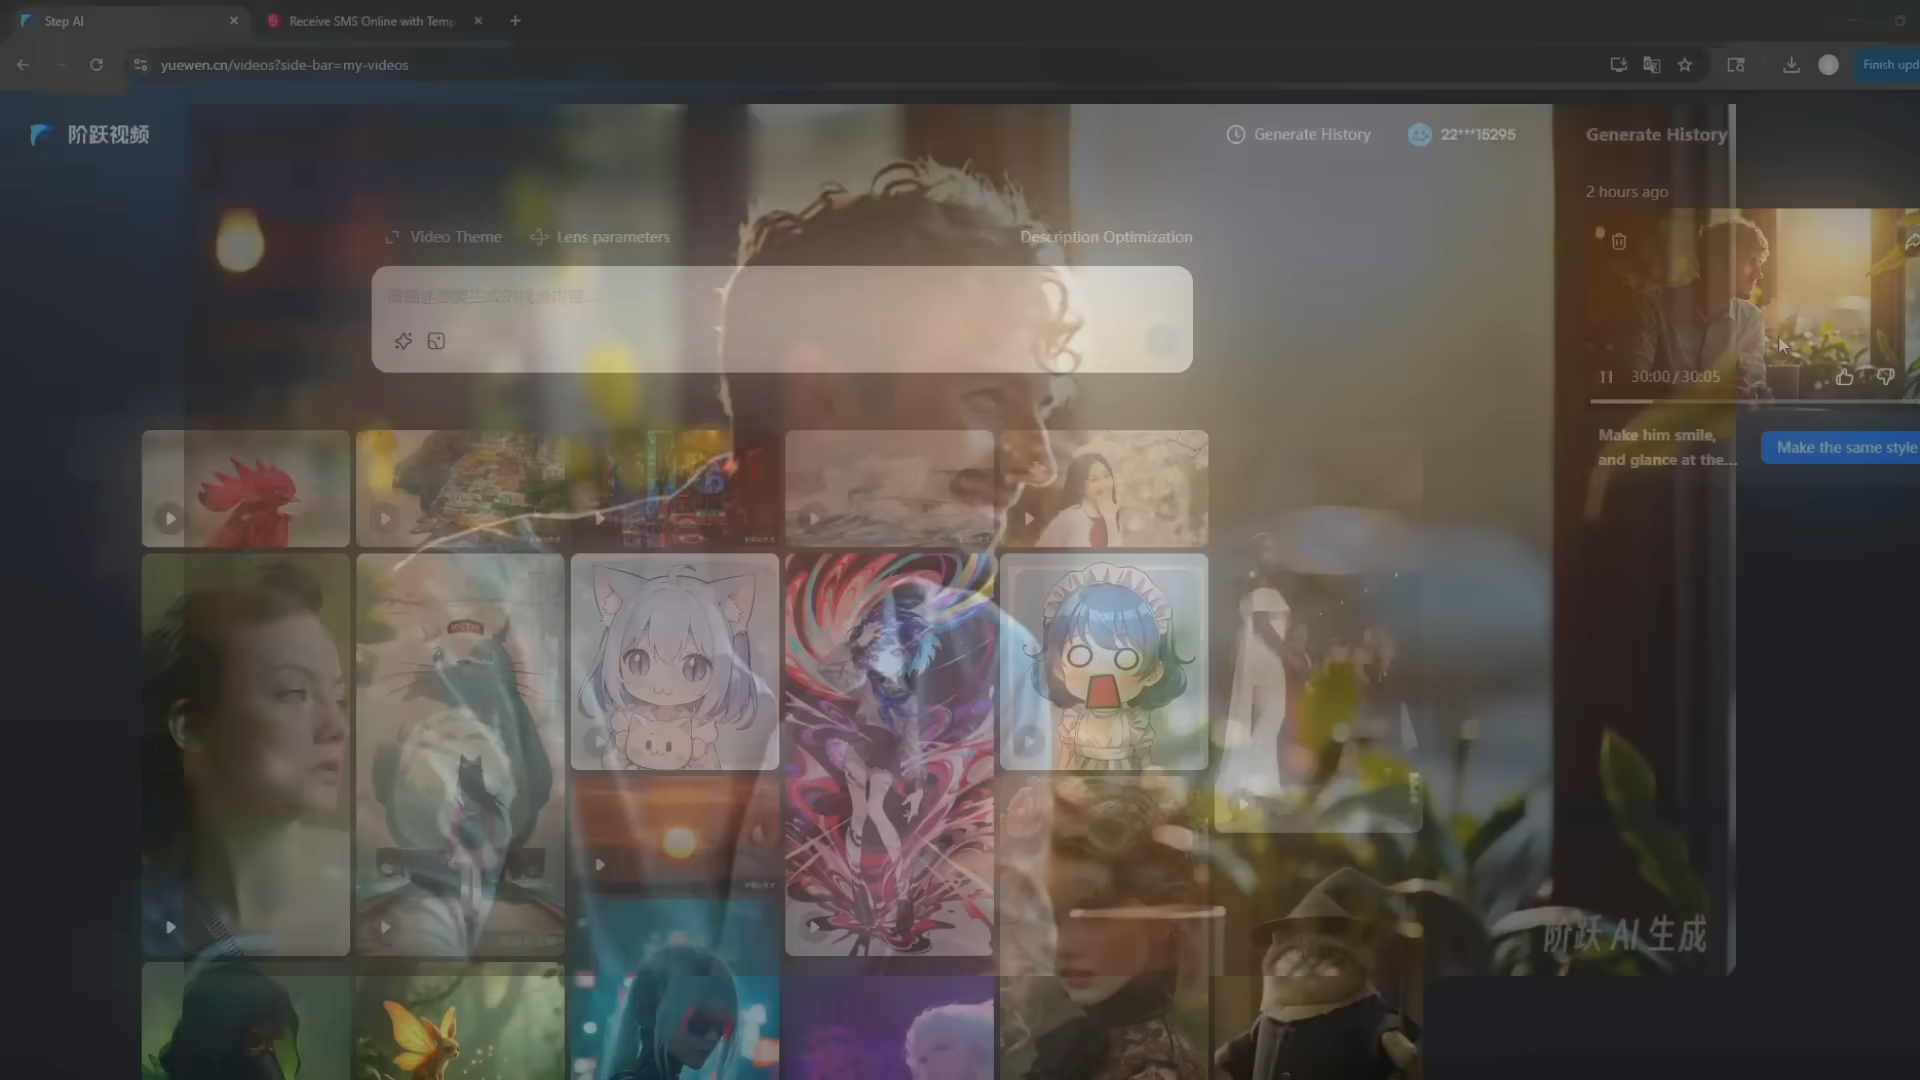 Step AI
Receive SMS Online with Temp
yuewen.cn/videos?side-bar=my-videos
Finish upd
阶跃视频
Generate History
22***15295
Generate History
2 hours ago
Video Theme
Lens parameters
Description Optimization
30:00 / 30:05
Make him smile,
and glance at the...
Make the same style
阶跃 AI 生成